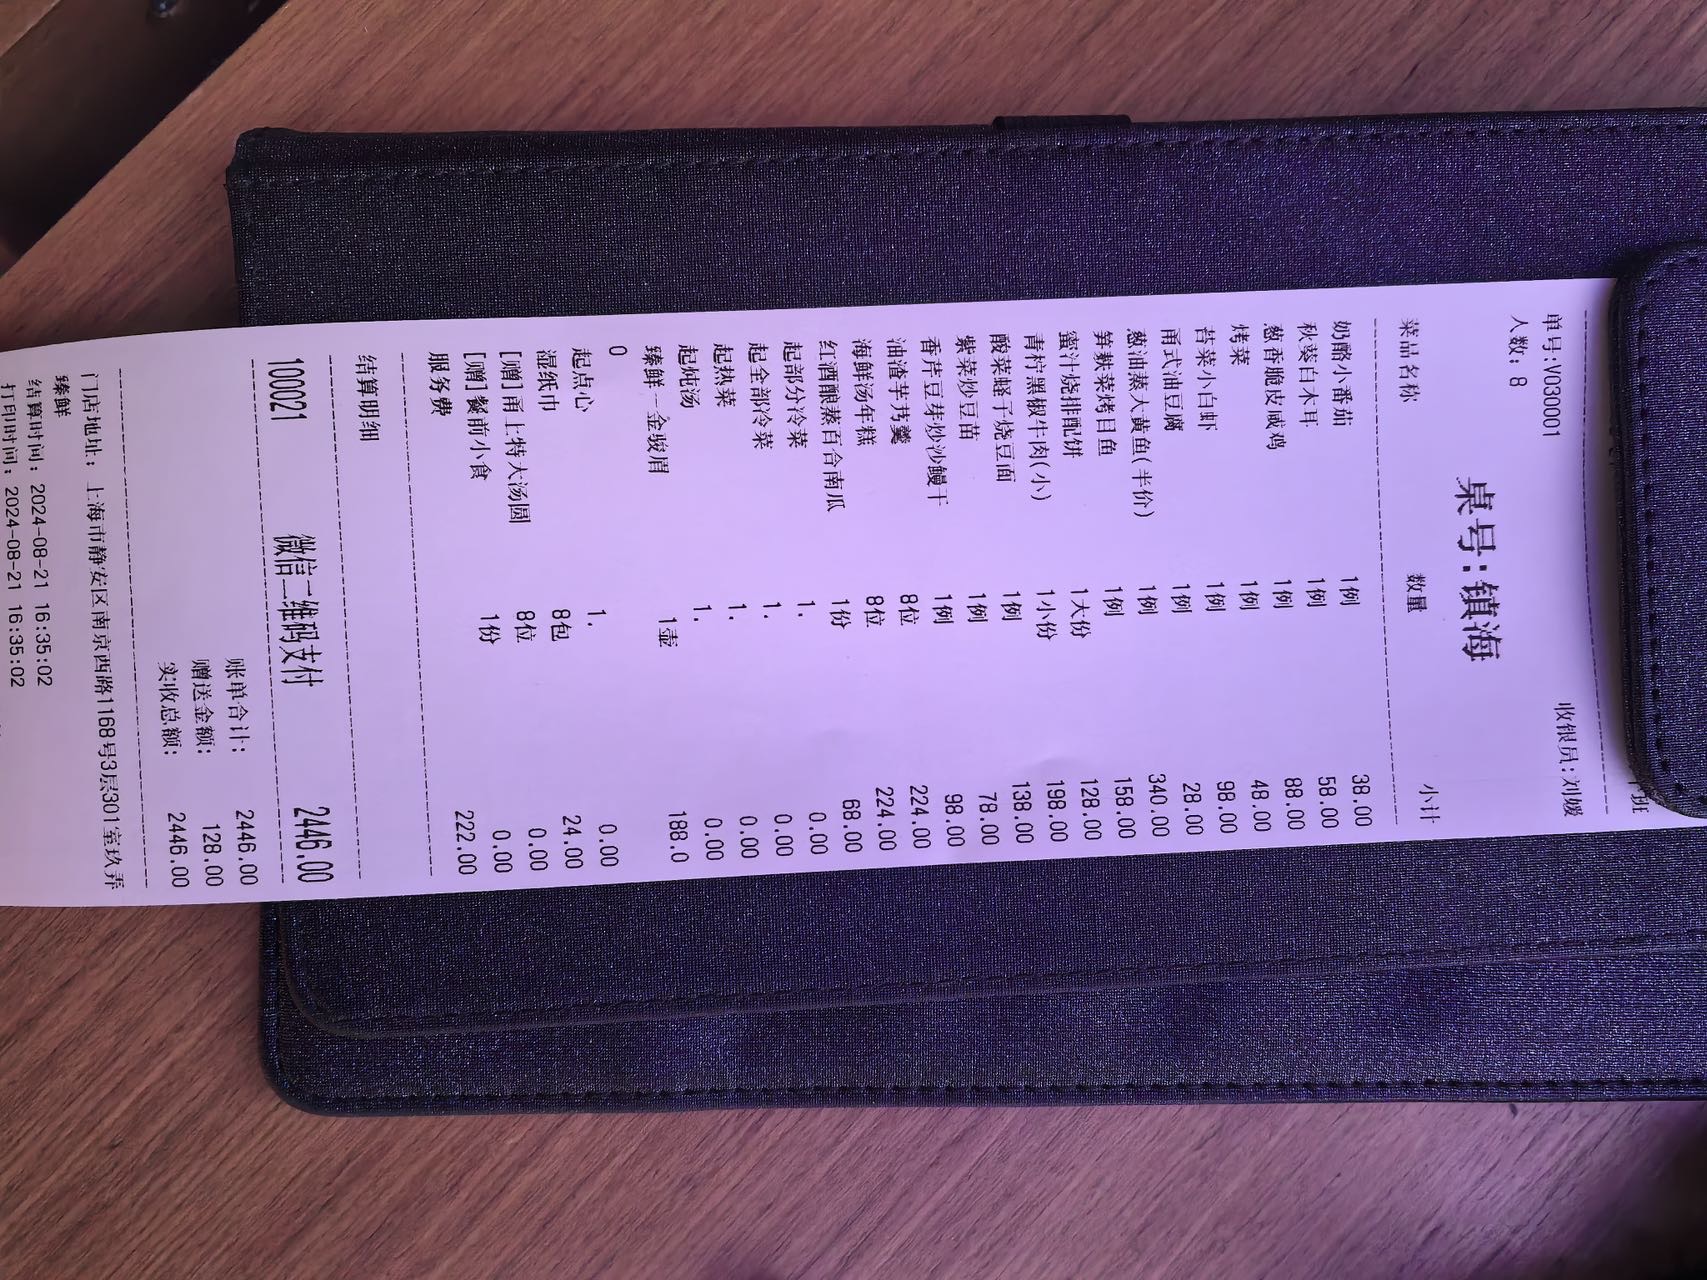 班
单号:V030001 收银员:刘媛
人数:8
桌号:镇海
菜品名称 数量 小计
奶酪小番茄 1例 38.00
秋葵白木耳 1例 58.00
葱香脆皮咸鸡 1例 88.00
烤菜 1例 48.00
苔菜小白虾 1例 98.00
甬式油豆腐 1例 28.00
葱油蒸大黄鱼(半价) 1例 340.00
笋麸菜烤目鱼 1例 158.00
蜜汁烧排配饼 1大份 128.00
青柠黑椒牛肉(小) 1小份 198.00
酸菜蛏子烧豆面 1例 138.00
紫菜炒豆苗 1例 78.00
香芹豆芽炒沙鳗干 1例 98.00
油渣芋艿羹 8位 224.00
海鲜汤年糕 8位 224.00
红酒酿蒸百合南瓜 1份 68.00
起部分冷菜 1. 0.00
起全部冷菜 1. 0.00
起热菜 1. 0.00
起炖汤 1. 0.00
臻鲜—金骏眉 1壶 188.0
0
起点心 1. 0.00
湿纸巾 8包 24.00
[赠]甬上特大汤圆 8位 0.00
[赠]餐前小食 1份 0.00
服务费 222.00
结算明细
100021 微信二维码支付 2446.00
账单合计: 2446.00
赠送金额: 128.00
实收总额: 2446.00
门店地址: 上海市静安区南京西路1168号3层301室玖荞
臻鲜
结算时间: 2024-08-21 16:35:02
打印时间: 2024-08-21 16:35:02